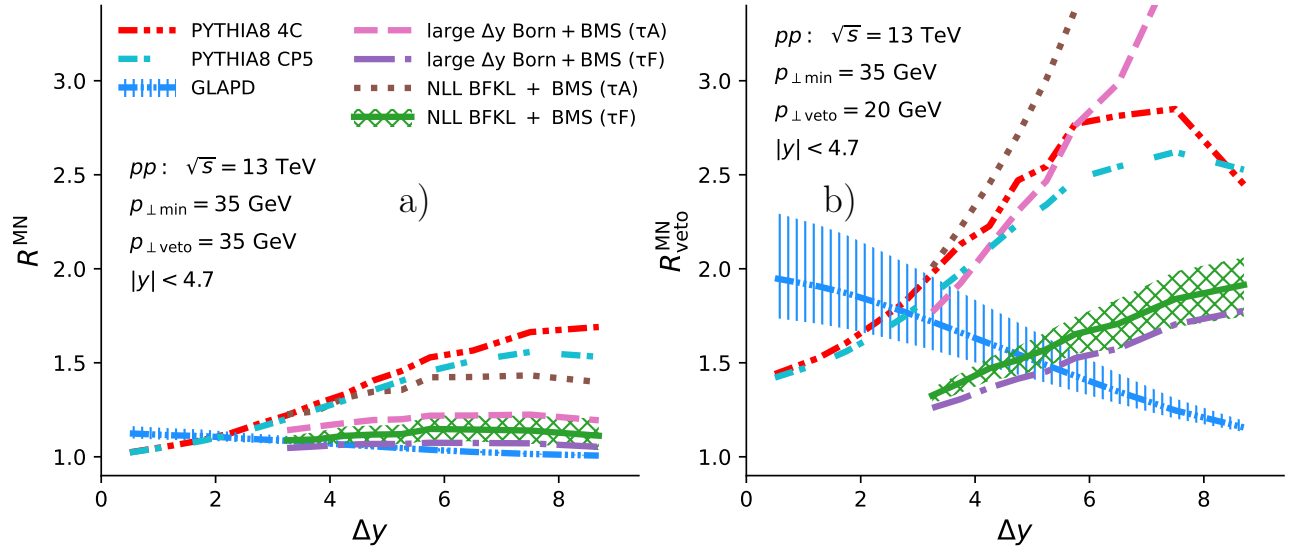 PYTHIA8 4C
PYTHIA8 CP5
GLAPD
large Δy Born + BMS (τA)
large Δy Born + BMS (τF)
NLL BFKL + BMS (τA)
NLL BFKL + BMS (τF)
pp : √s = 13 TeV
p⊥min = 35 GeV
p⊥veto = 35 GeV
|y| < 4.7
a)
R^MN
3.0
2.5
2.0
1.5
1.0
0 2 4 6 8
Δy
pp : √s = 13 TeV
p⊥min = 35 GeV
p⊥veto = 20 GeV
|y| < 4.7
b)
R^MN_veto
3.0
2.5
2.0
1.5
1.0
0 2 4 6 8
Δy